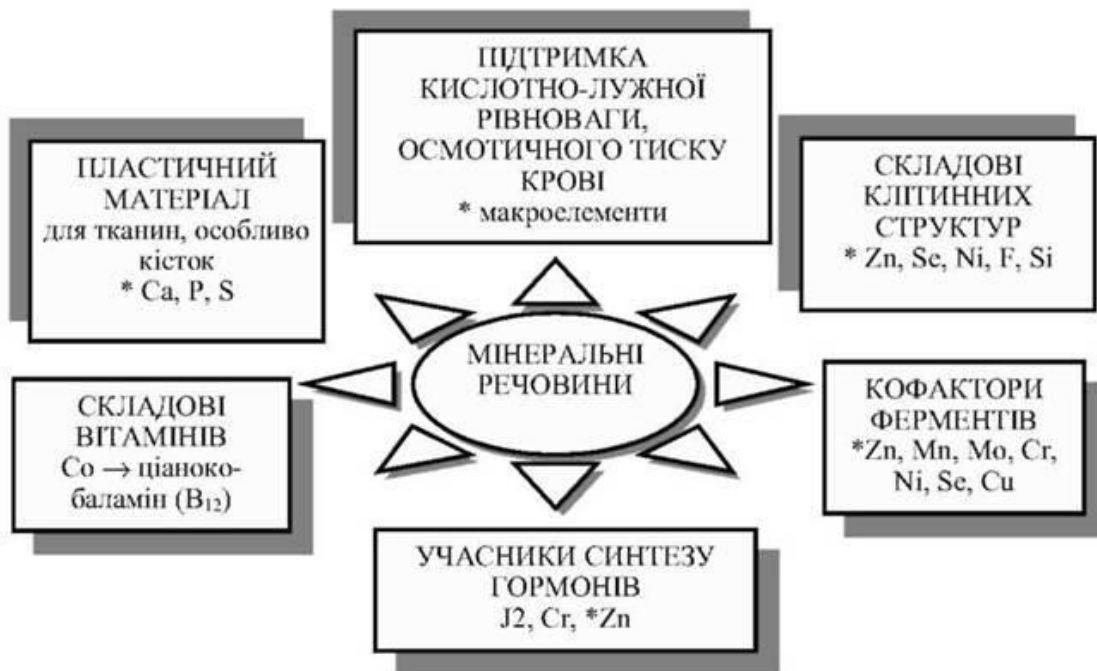 ПІДТРИМКА
КИСЛОТНО-ЛУЖНОЇ
РІВНОВАГИ,
ОСМОТИЧНОГО ТИСКУ
КРОВІ
* макроелементи
ПЛАСТИЧНИЙ
МАТЕРІАЛ
для тканин, особливо
кісток
* Ca, P, S
СКЛАДОВІ
КЛІТИННИХ
СТРУКТУР
* Zn, Se, Ni, F, Si
МІНЕРАЛЬНІ
РЕЧОВИНИ
СКЛАДОВІ
ВІТАМІНІВ
Co → ціаноко-
баламін (B₁₂)
КОФАКТОРИ
ФЕРМЕНТІВ
*Zn, Mn, Mo, Cr,
Ni, Se, Cu
УЧАСНИКИ СИНТЕЗУ
ГОРМОНІВ
J2, Cr, *Zn